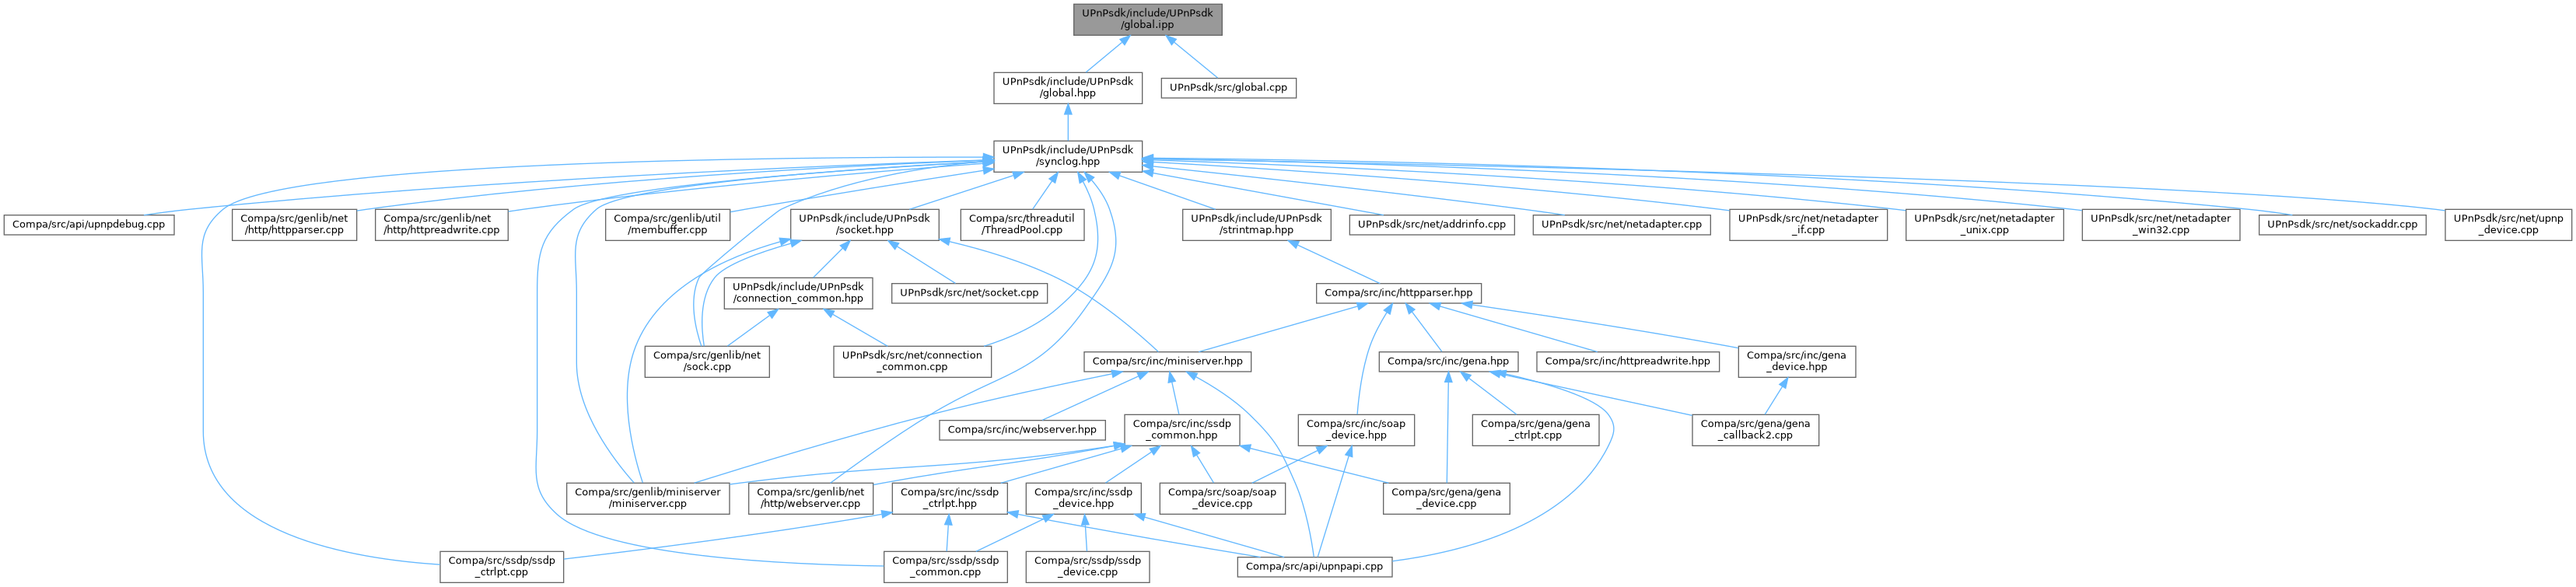 UPnPsdk/include/UPnPsdk
/global.ipp
UPnPsdk/include/UPnPsdk
/global.hpp
UPnPsdk/src/global.cpp
UPnPsdk/include/UPnPsdk
/synclog.hpp
Compa/src/api/upnpdebug.cpp
Compa/src/genlib/net
/http/httpparser.cpp
Compa/src/genlib/net
/http/httpreadwrite.cpp
Compa/src/genlib/util
/membuffer.cpp
UPnPsdk/include/UPnPsdk
/socket.hpp
Compa/src/threadutil
/ThreadPool.cpp
UPnPsdk/include/UPnPsdk
/strintmap.hpp
UPnPsdk/src/net/addrinfo.cpp
UPnPsdk/src/net/netadapter.cpp
UPnPsdk/src/net/netadapter
_if.cpp
UPnPsdk/src/net/netadapter
_unix.cpp
UPnPsdk/src/net/netadapter
_win32.cpp
UPnPsdk/src/net/sockaddr.cpp
UPnPsdk/src/net/upnp
_device.cpp
UPnPsdk/include/UPnPsdk
/connection_common.hpp
UPnPsdk/src/net/socket.cpp
Compa/src/inc/httpparser.hpp
Compa/src/genlib/net
/sock.cpp
UPnPsdk/src/net/connection
_common.cpp
Compa/src/inc/miniserver.hpp
Compa/src/inc/gena.hpp
Compa/src/inc/httpreadwrite.hpp
Compa/src/inc/gena
_device.hpp
Compa/src/inc/webserver.hpp
Compa/src/inc/ssdp
_common.hpp
Compa/src/inc/soap
_device.hpp
Compa/src/gena/gena
_ctrlpt.cpp
Compa/src/gena/gena
_callback2.cpp
Compa/src/genlib/miniserver
/miniserver.cpp
Compa/src/genlib/net
/http/webserver.cpp
Compa/src/inc/ssdp
_ctrlpt.hpp
Compa/src/inc/ssdp
_device.hpp
Compa/src/soap/soap
_device.cpp
Compa/src/gena/gena
_device.cpp
Compa/src/ssdp/ssdp
_ctrlpt.cpp
Compa/src/ssdp/ssdp
_common.cpp
Compa/src/ssdp/ssdp
_device.cpp
Compa/src/api/upnpapi.cpp